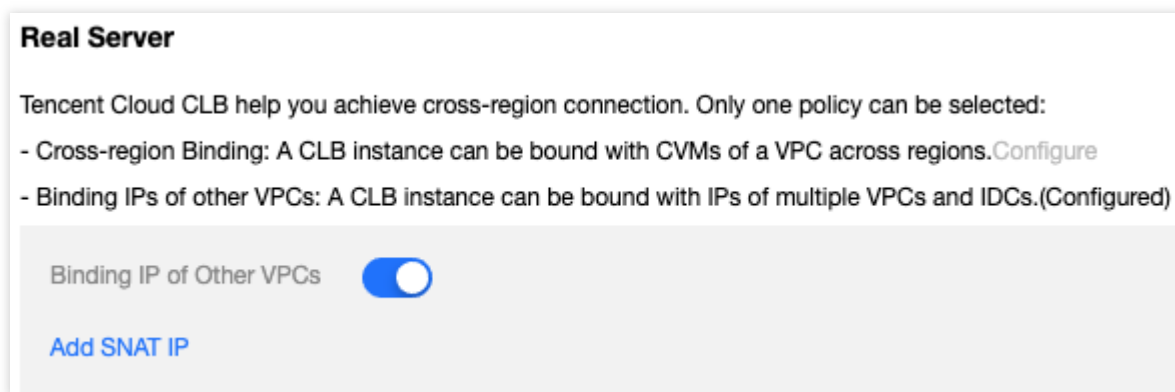 Real Server
Tencent Cloud CLB help you achieve cross-region connection. Only one policy can be selected:
- Cross-region Binding: A CLB instance can be bound with CVMs of a VPC across regions.Configure
- Binding IPs of other VPCs: A CLB instance can be bound with IPs of multiple VPCs and IDCs.(Configured)
Binding IP of Other VPCs
Add SNAT IP